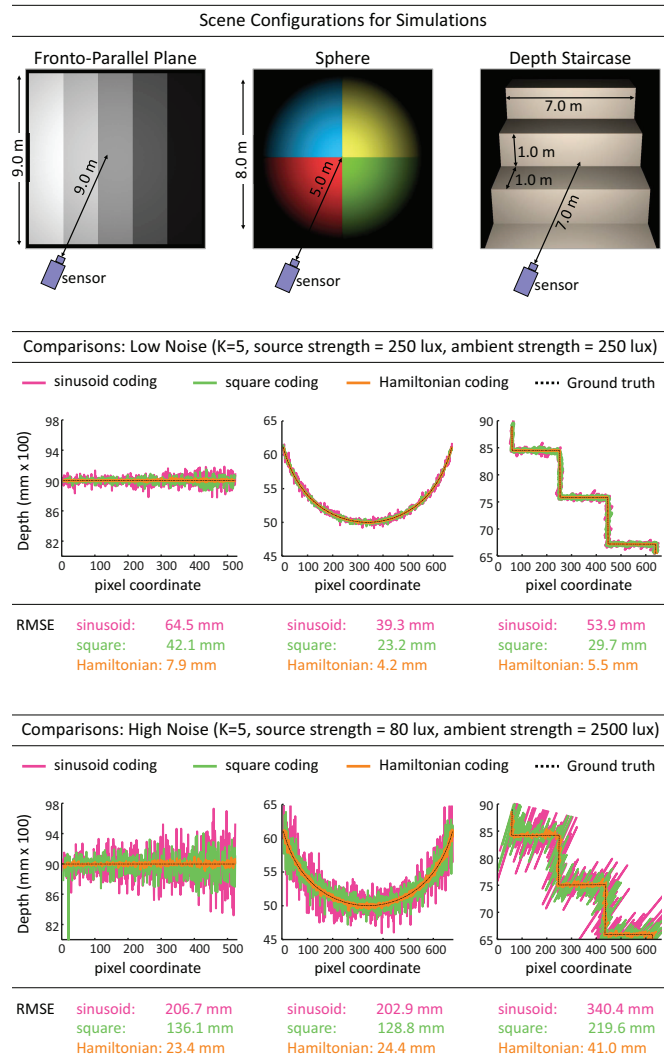 Scene Configurations for Simulations
Fronto-Parallel Plane Sphere Depth Staircase
9.0 m
9.0 m
sensor
8.0 m
5.0 m
sensor
7.0 m
1.0 m
1.0 m
7.0 m
sensor
Comparisons: Low Noise (K=5, source strength = 250 lux, ambient strength = 250 lux)
sinusoid coding square coding Hamiltonian coding Ground truth
Depth (mm x 100)
98
94
90
86
82
0 100 200 300 400 500
pixel coordinate
65
60
55
50
45
0 100 200 300 400 500 600
pixel coordinate
90
85
80
75
70
65
0 100 200 300 400 500 600
pixel coordinate
RMSE sinusoid: 64.5 mm sinusoid: 39.3 mm sinusoid: 53.9 mm
square: 42.1 mm square: 23.2 mm square: 29.7 mm
Hamiltonian: 7.9 mm Hamiltonian: 4.2 mm Hamiltonian: 5.5 mm
Comparisons: High Noise (K=5, source strength = 80 lux, ambient strength = 2500 lux)
sinusoid coding square coding Hamiltonian coding Ground truth
Depth (mm x 100)
98
94
90
86
82
0 100 200 300 400 500
pixel coordinate
65
60
55
50
45
0 100 200 300 400 500 600
pixel coordinate
90
85
80
75
70
65
0 100 200 300 400 500 600
pixel coordinate
RMSE sinusoid: 206.7 mm sinusoid: 202.9 mm sinusoid: 340.4 mm
square: 136.1 mm square: 128.8 mm square: 219.6 mm
Hamiltonian: 23.4 mm Hamiltonian: 24.4 mm Hamiltonian: 41.0 mm